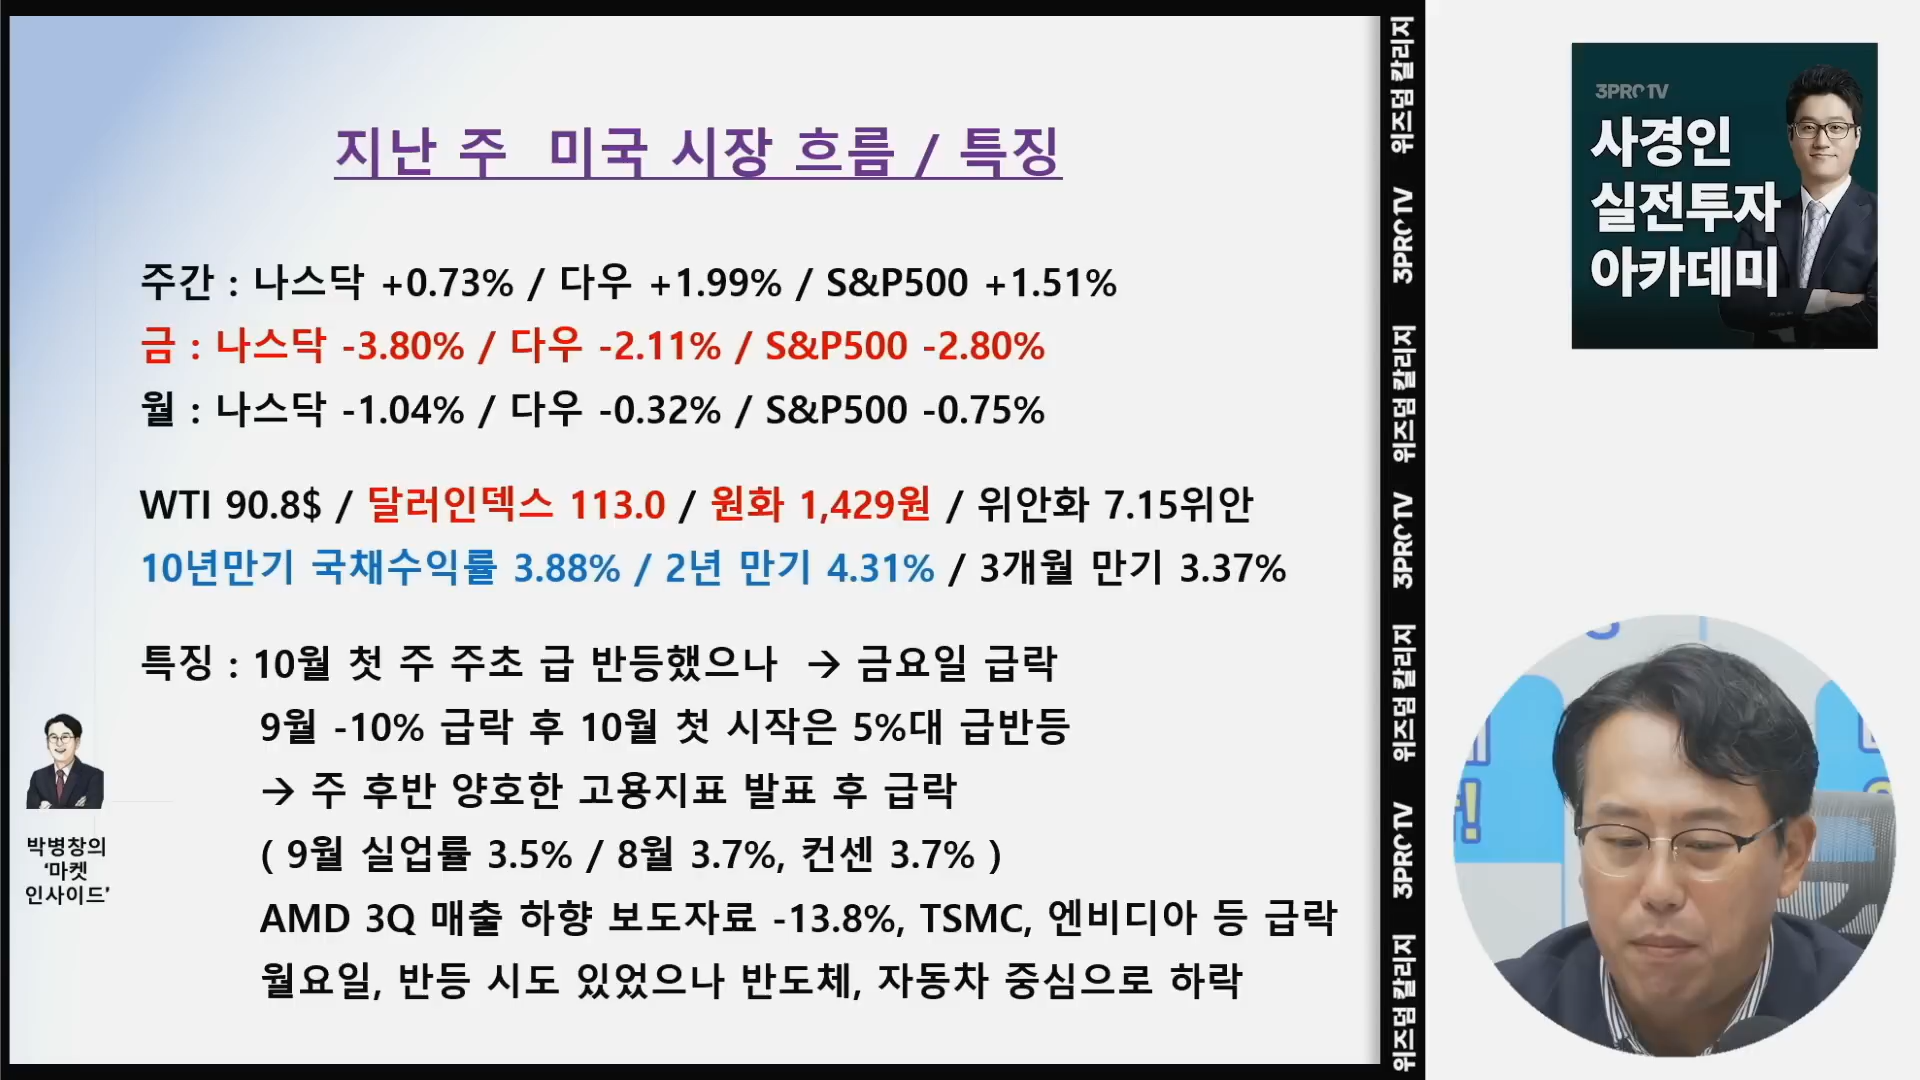 지난 주 미국 시장 흐름 / 특징
주간 : 나스닥 +0.73% / 다우 +1.99% / S&P500 +1.51%
금 : 나스닥 -3.80% / 다우 -2.11% / S&P500 -2.80%
월 : 나스닥 -1.04% / 다우 -0.32% / S&P500 -0.75%
WTI 90.8$ / 달러인덱스 113.0 / 원화 1,429원 / 위안화 7.15위안
10년만기 국채수익률 3.88% / 2년 만기 4.31% / 3개월 만기 3.37%
특징 : 10월 첫 주 주초 급 반등했으나 → 금요일 급락
9월 -10% 급락 후 10월 첫 시작은 5%대 급반등
→ 주 후반 양호한 고용지표 발표 후 급락
( 9월 실업률 3.5% / 8월 3.7%, 컨센 3.7% )
AMD 3Q 매출 하향 보도자료 -13.8%, TSMC, 엔비디아 등 급락
월요일, 반등 시도 있었으나 반도체, 자동차 중심으로 하락
박병창의
‘마켓
인사이드’
위즈덤 칼리지
3PROTV
위즈덤 칼리지
3PROTV
위즈덤 칼리지
3PROTV
위즈덤 칼리지
3PROTV
사경인
실전투자
아카데미